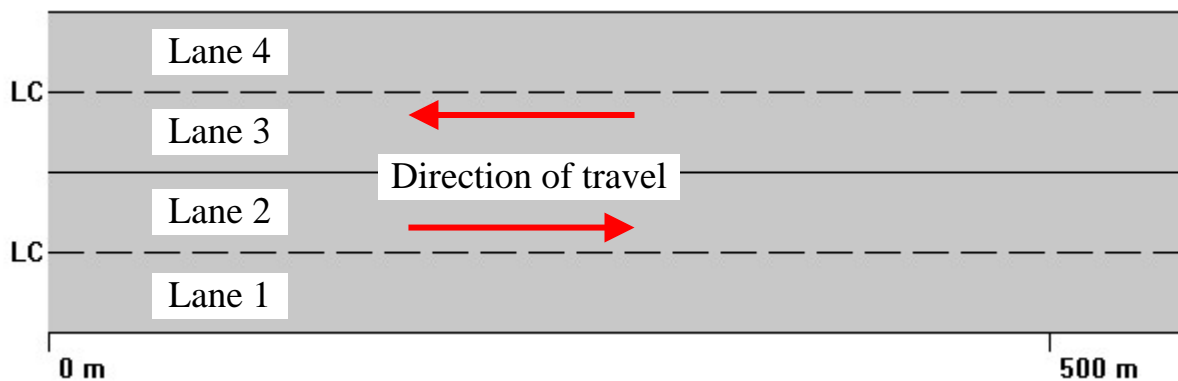 Lane 4
LC
Lane 3
Direction of travel
Lane 2
LC
Lane 1
0 m 500 m